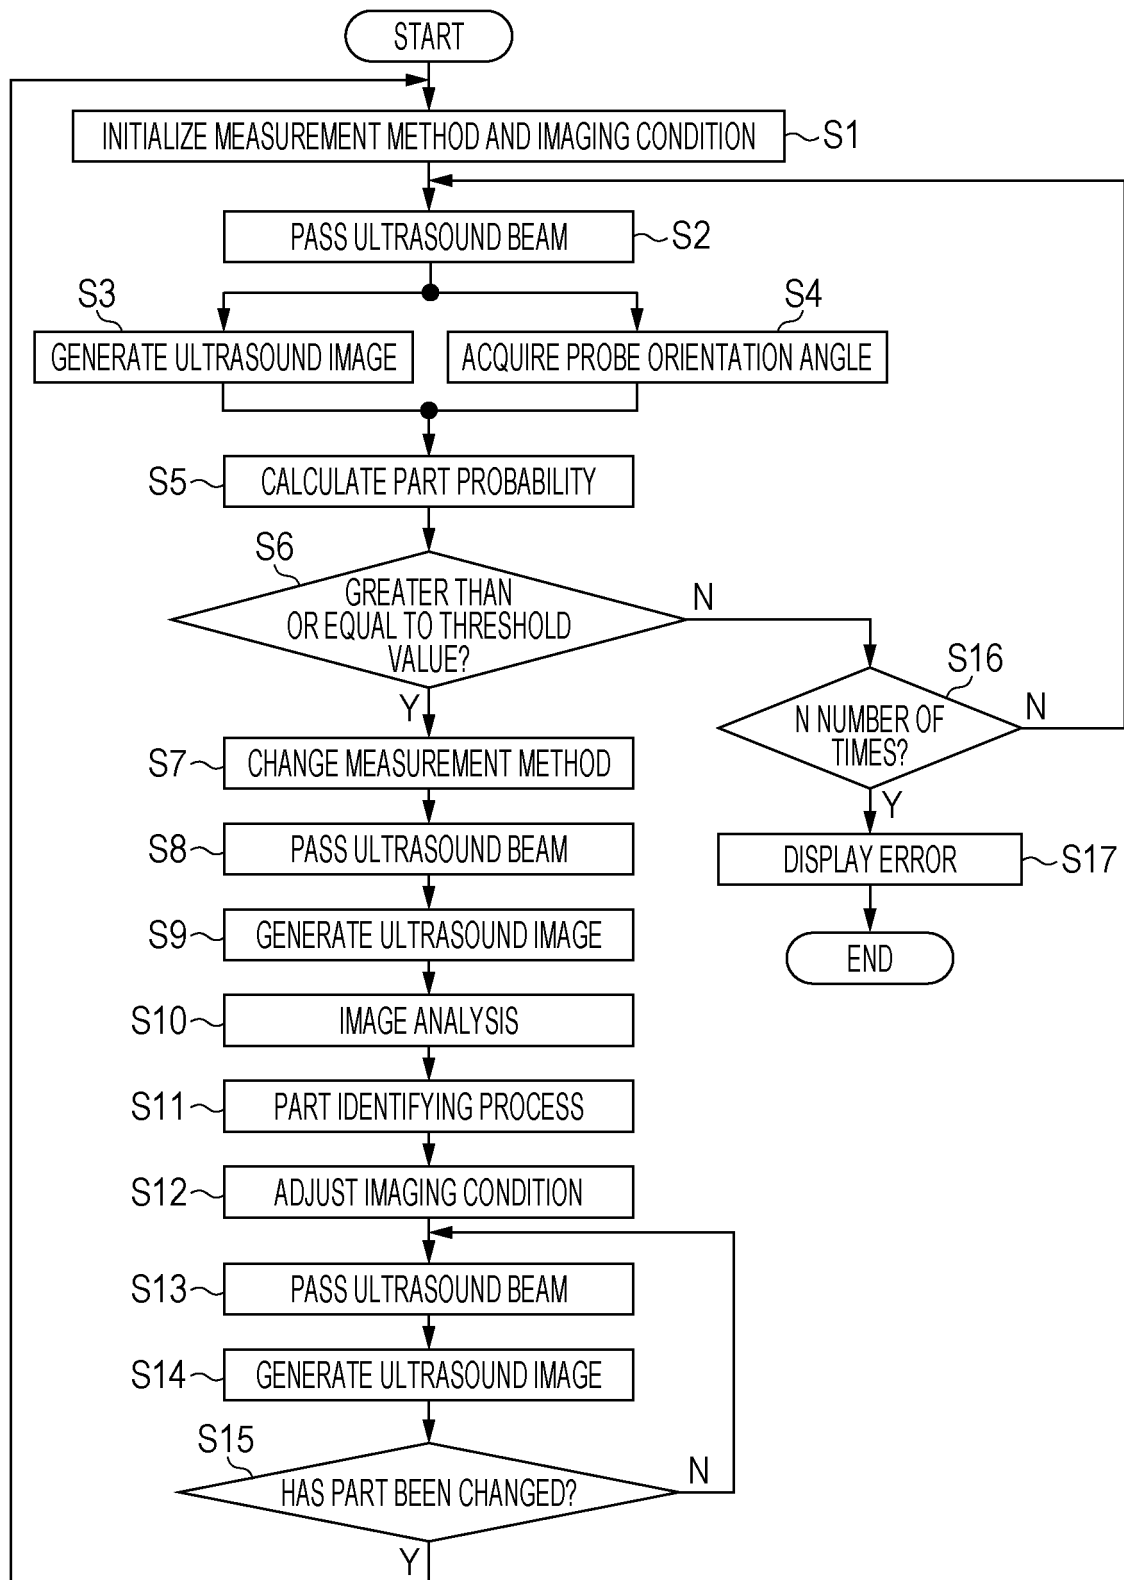 START
INITIALIZE MEASUREMENT METHOD AND IMAGING CONDITION
S1
PASS ULTRASOUND BEAM
S2
S3
GENERATE ULTRASOUND IMAGE
S4
ACQUIRE PROBE ORIENTATION ANGLE
S5
CALCULATE PART PROBABILITY
S6
GREATER THAN
OR EQUAL TO THRESHOLD
VALUE?
N
Y
S16
N NUMBER OF
TIMES?
N
Y
S7
CHANGE MEASUREMENT METHOD
S8
PASS ULTRASOUND BEAM
DISPLAY ERROR
S17
S9
GENERATE ULTRASOUND IMAGE
END
S10
IMAGE ANALYSIS
S11
PART IDENTIFYING PROCESS
S12
ADJUST IMAGING CONDITION
S13
PASS ULTRASOUND BEAM
S14
GENERATE ULTRASOUND IMAGE
S15
HAS PART BEEN CHANGED?
N
Y